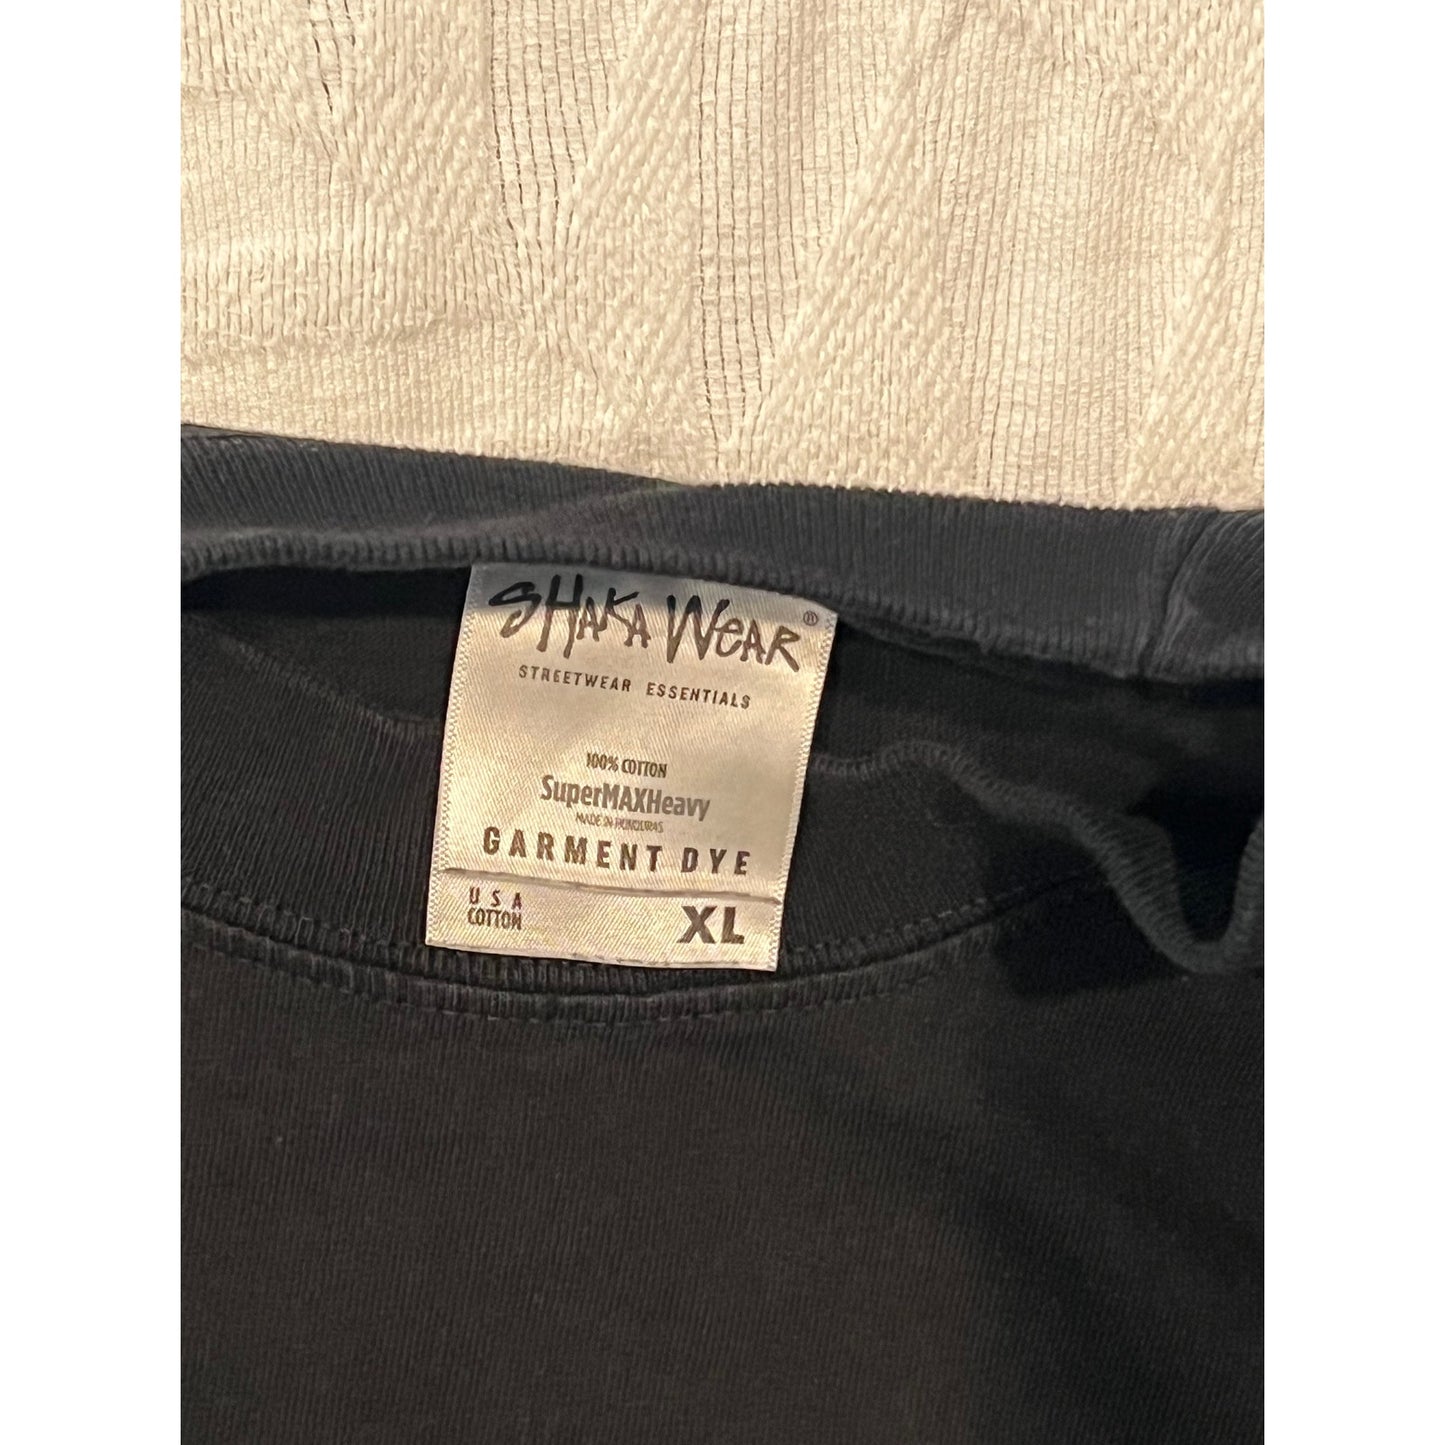 SHAKA WEAR®
STREETWEAR ESSENTIALS
100% COTTON
SuperMAXHeavy
MADE IN HONDURAS
GARMENT DYE
USA
COTTON
XL